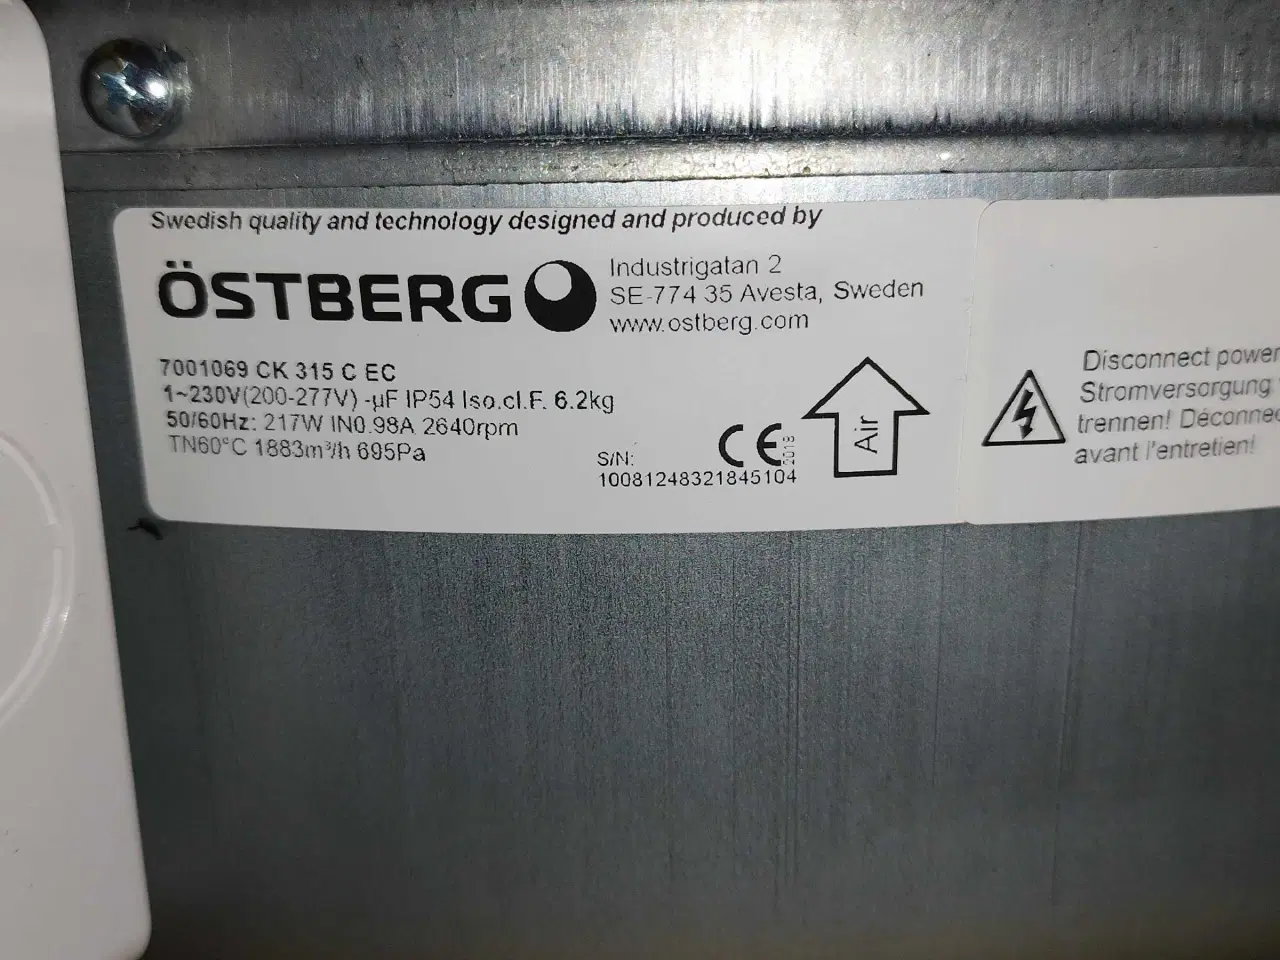 Swedish quality and technology designed and produced by
ÖSTBERG
Industrigatan 2
SE-774 35 Avesta, Sweden
www.ostberg.com
7001069 CK 315 C EC
1~230V(200-277V) -µF IP54 Iso.cl.F. 6.2kg
50/60Hz: 217W IN0.98A 2640rpm
TN60°C 1883m³/h 695Pa
S/N:
10081248321845104
CE
2018
Air
Disconnect power
Stromversorgung
trennen! Déconnec
avant l'entretien!